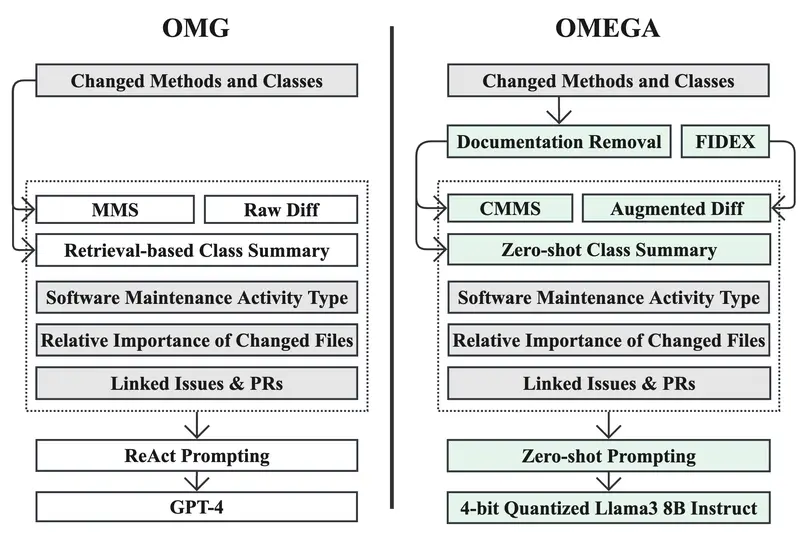 OMG
Changed Methods and Classes
MMS
Raw Diff
Retrieval-based Class Summary
Software Maintenance Activity Type
Relative Importance of Changed Files
Linked Issues & PRs
ReAct Prompting
GPT-4
OMEGA
Changed Methods and Classes
Documentation Removal
FIDEX
CMMS
Augmented Diff
Zero-shot Class Summary
Software Maintenance Activity Type
Relative Importance of Changed Files
Linked Issues & PRs
Zero-shot Prompting
4-bit Quantized Llama3 8B Instruct